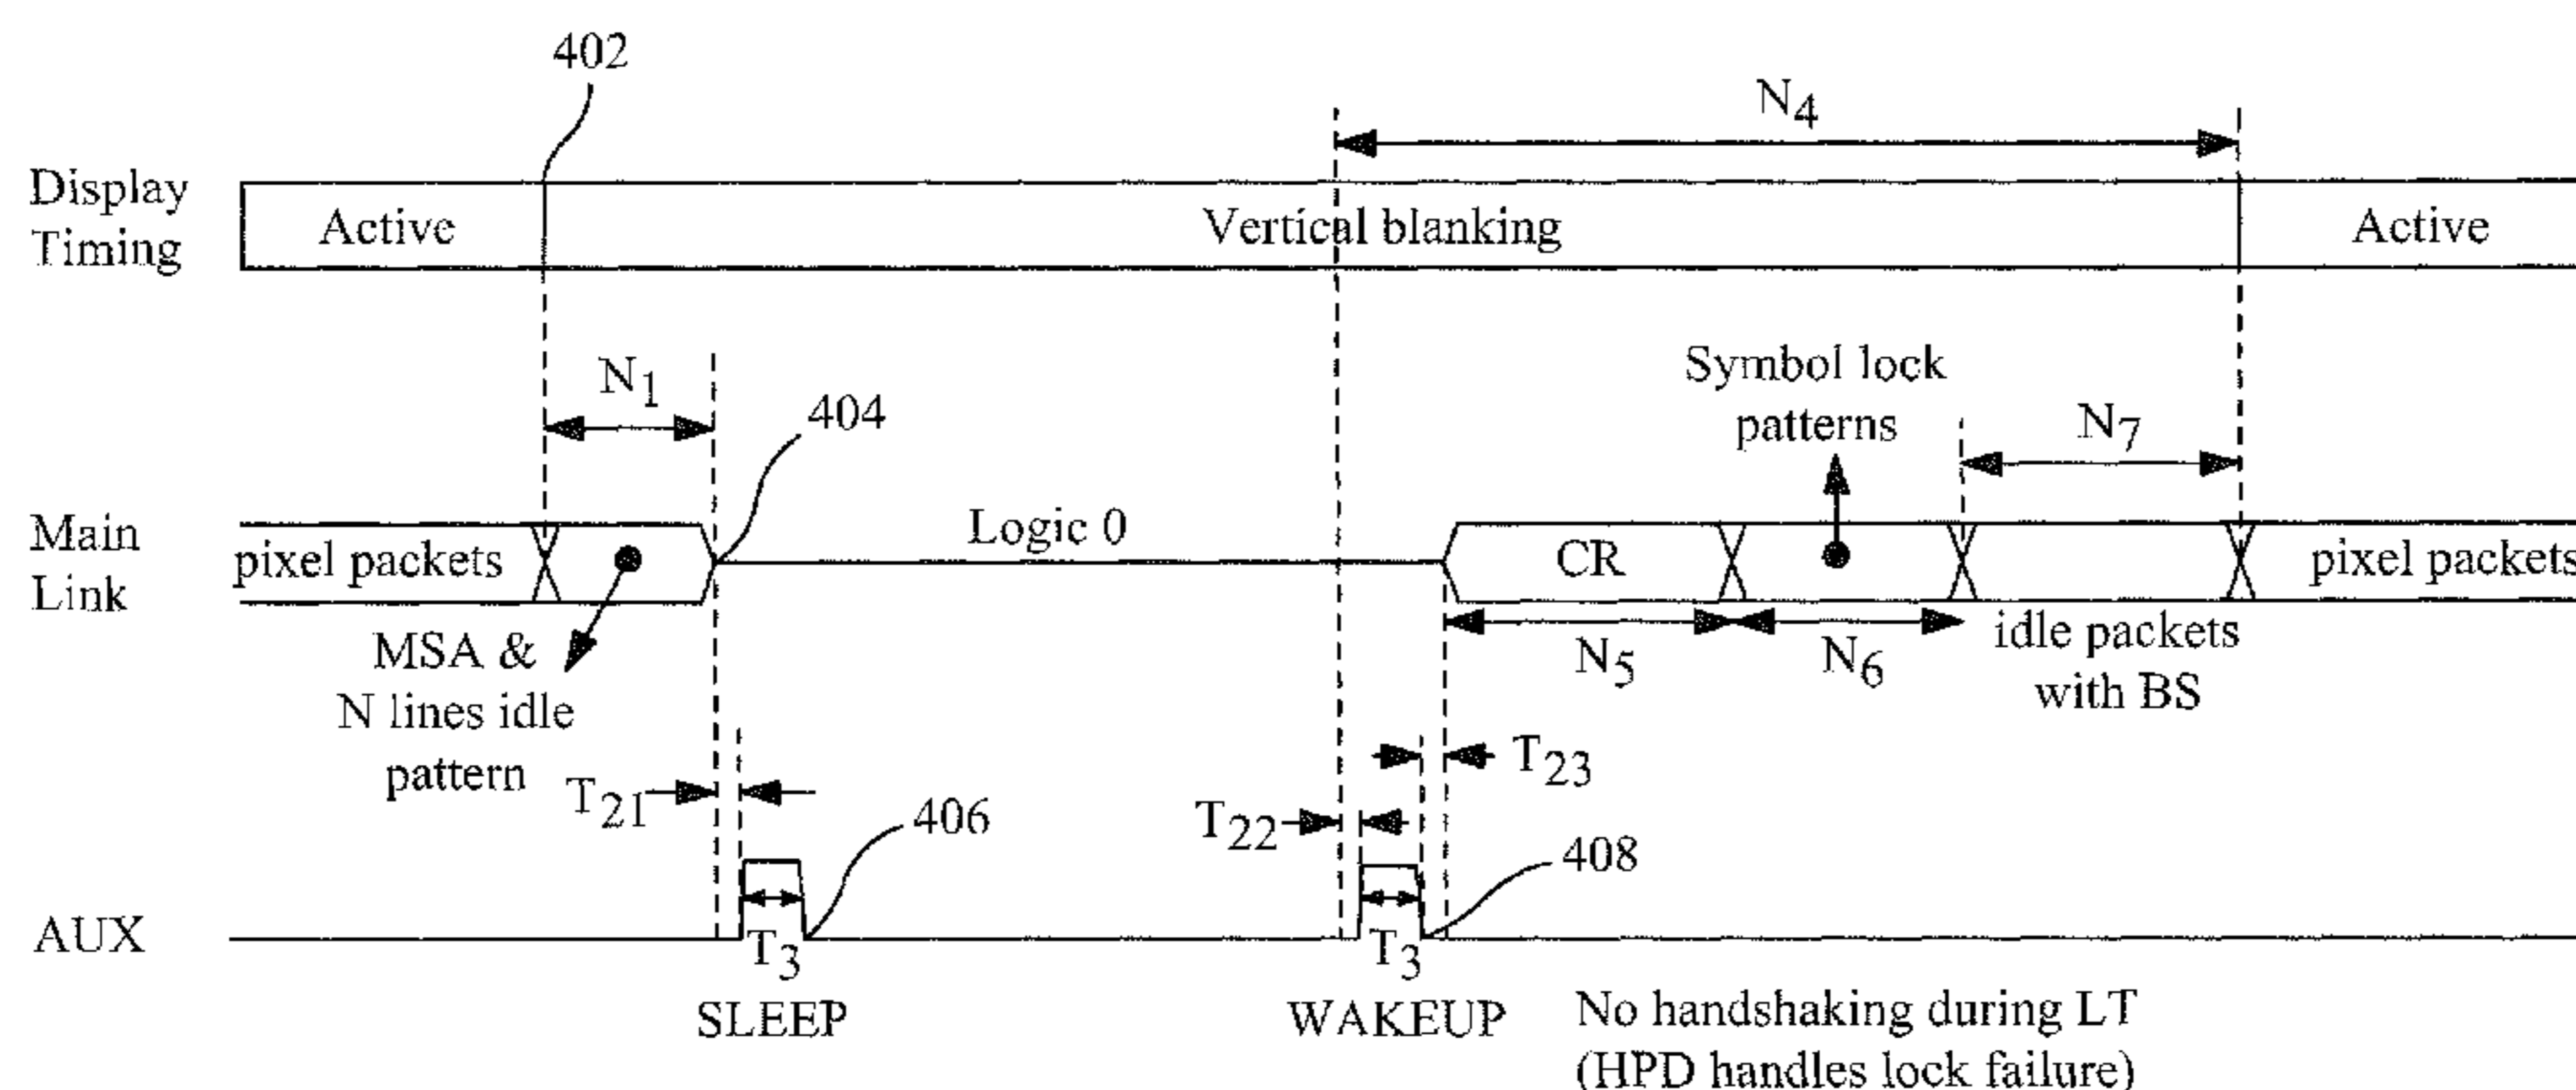 402
N4
Display
Timing
Active
Vertical blanking
Active
N1
404
Symbol lock
patterns
N7
Main
Link
pixel packets
Logic 0
CR
pixel packets
MSA &
N lines idle
pattern
N5
N6
idle packets
with BS
T21
T22
T23
406
408
AUX
T3
T3
SLEEP
WAKEUP
No handshaking during LT
(HPD handles lock failure)